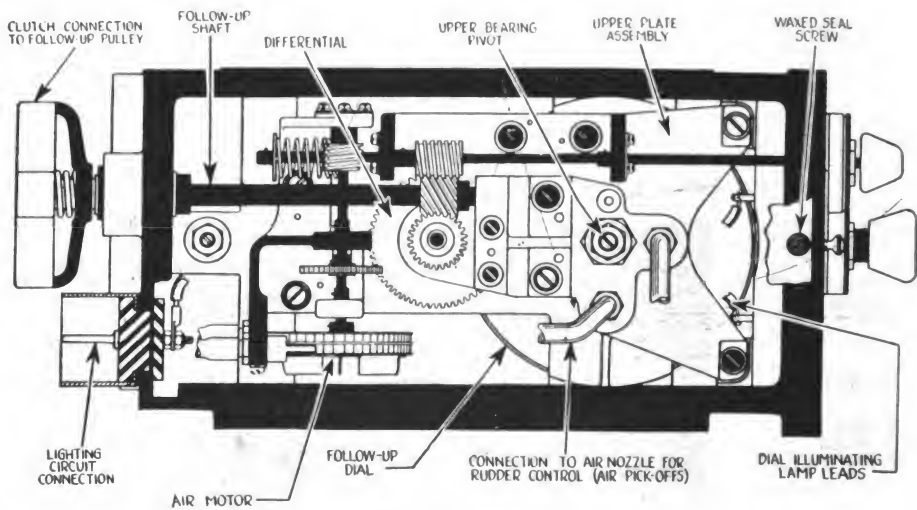 CLUTCH CONNECTION
TO FOLLOW-UP PULLEY
FOLLOW-UP
SHAFT
DIFFERENTIAL
UPPER BEARING
PIVOT
UPPER PLATE
ASSEMBLY
WAXED SEAL
SCREW
LIGHTING
CIRCUIT
CONNECTION
AIR MOTOR
FOLLOW-UP
DIAL
CONNECTION TO AIR NOZZLE FOR
RUDDER CONTROL (AIR PICK-OFFS)
DIAL ILLUMINATING
LAMP LEADS